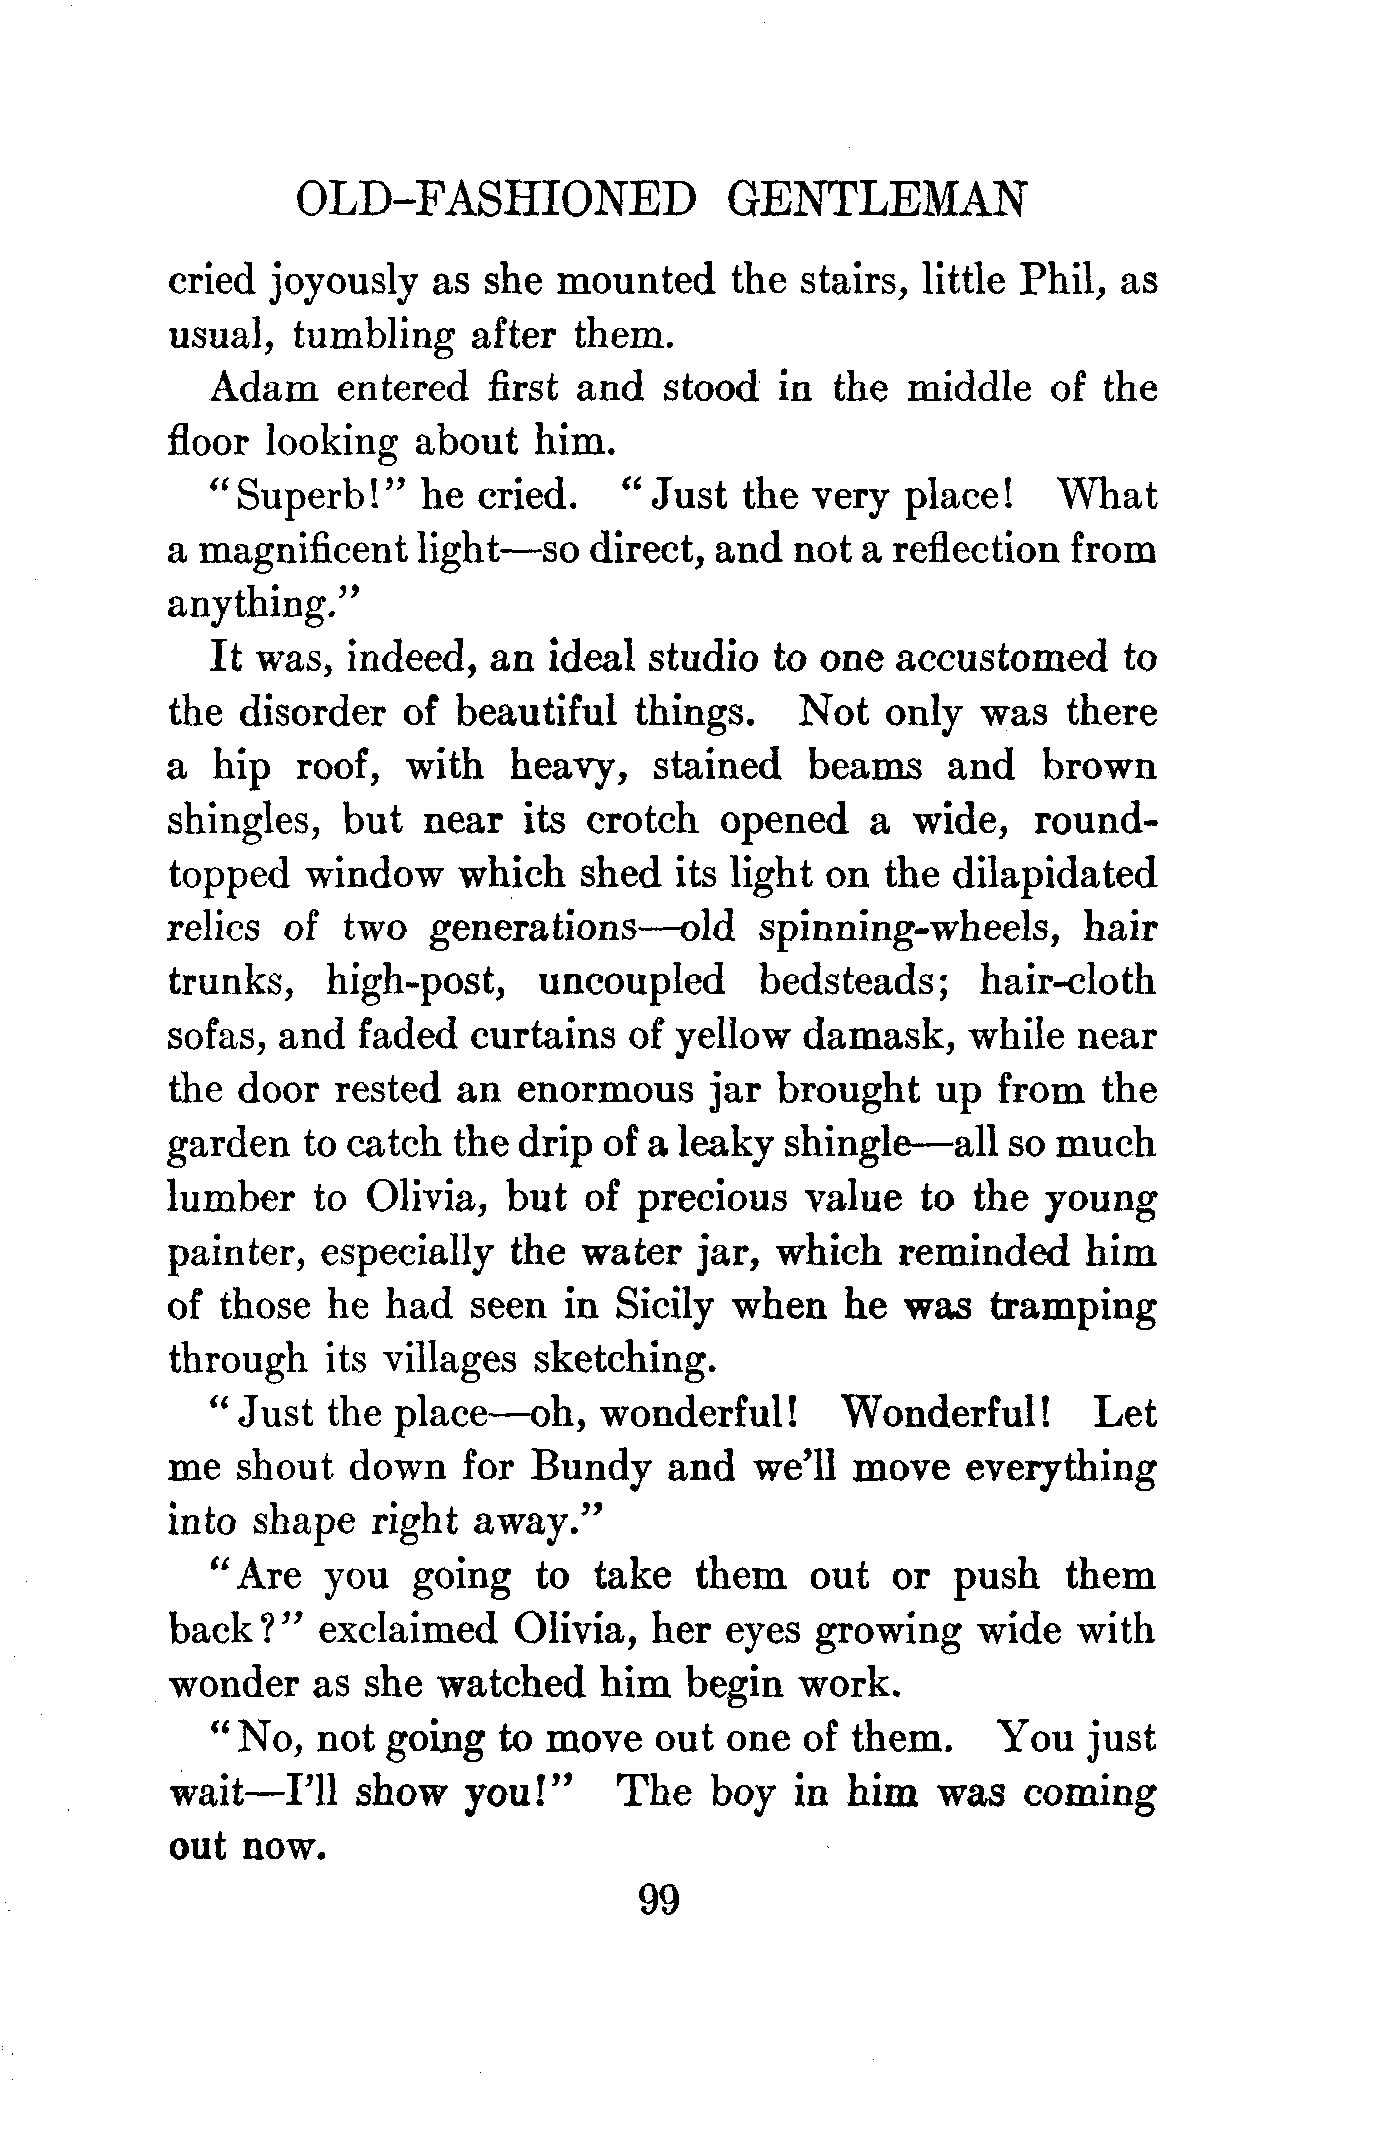 OLD-FASHIONED GENTLEMAN
cried joyously as she mounted the stairs, little Phil, as
usual, tumbling after them.
Adam entered first and stood in the middle of the
floor looking about him.
"Superb!" he cried. "Just the very place! What
a magnificent light—so direct, and not a reflection from
anything."
It was, indeed, an ideal studio to one accustomed to
the disorder of beautiful things. Not only was there
a hip roof, with heavy, stained beams and brown
shingles, but near its crotch opened a wide, round-
topped window which shed its light on the dilapidated
relics of two generations—old spinning-wheels, hair
trunks, high-post, uncoupled bedsteads; hair-cloth
sofas, and faded curtains of yellow damask, while near
the door rested an enormous jar brought up from the
garden to catch the drip of a leaky shingle—all so much
lumber to Olivia, but of precious value to the young
painter, especially the water jar, which reminded him
of those he had seen in Sicily when he was tramping
through its villages sketching.
"Just the place—oh, wonderful! Wonderful! Let
me shout down for Bundy and we'll move everything
into shape right away."
"Are you going to take them out or push them
back?" exclaimed Olivia, her eyes growing wide with
wonder as she watched him begin work.
"No, not going to move out one of them. You just
wait—I'll show you!" The boy in him was coming
out now.
99